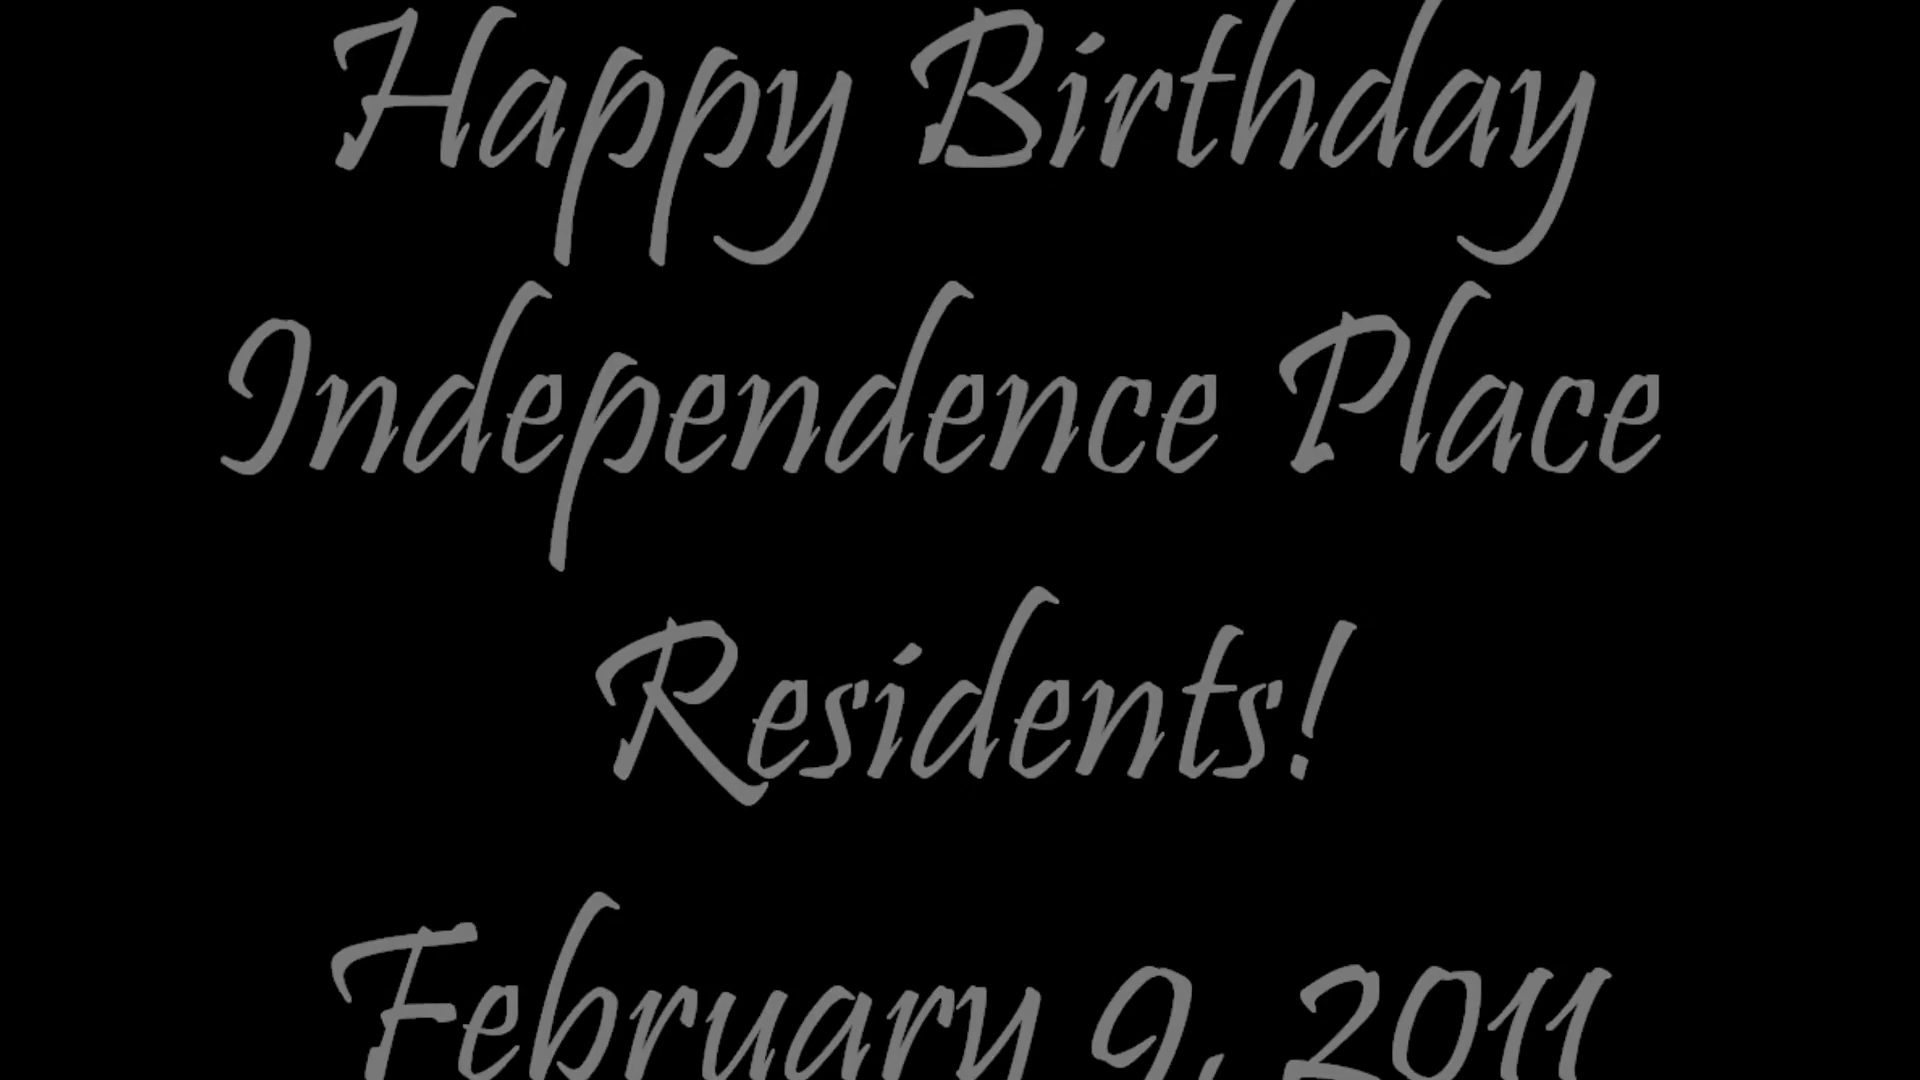 Happy Birthday
Independence Place
Residents!
February 9, 2011